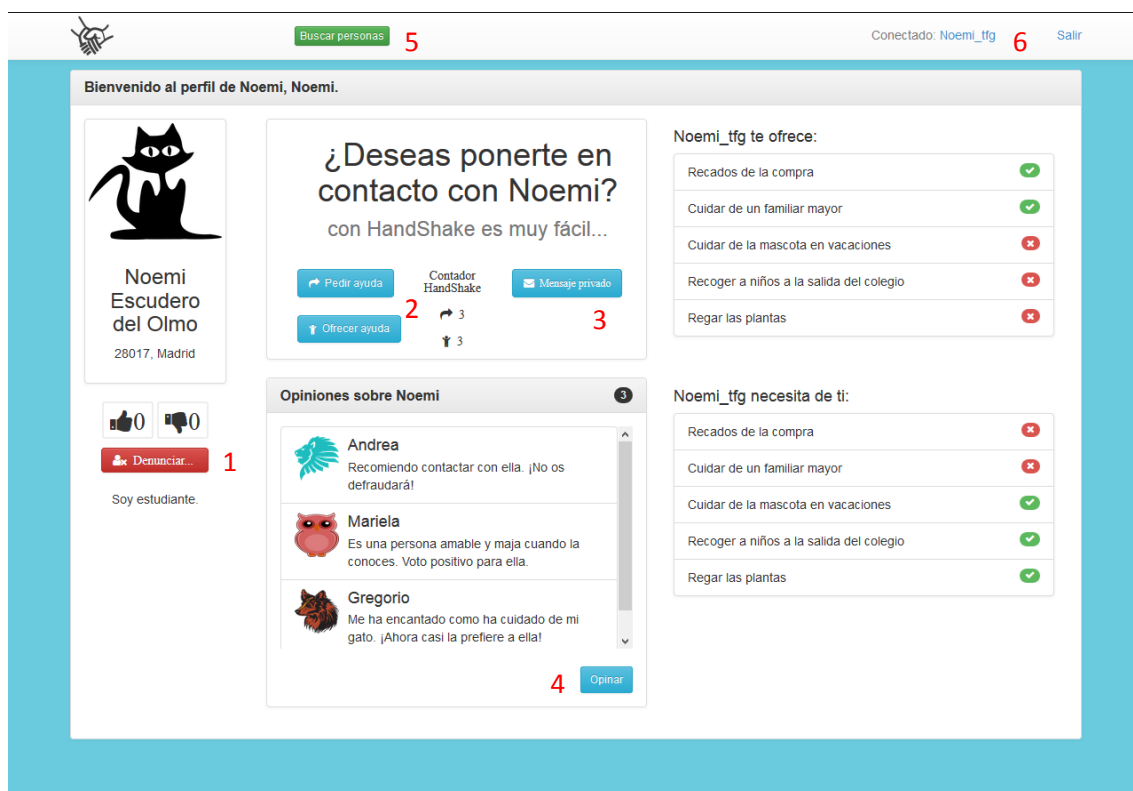 Buscar personas
5
Conectado: Noemi_tfg
6
Salir
Bienvenido al perfil de Noemi, Noemi.
Noemi
Escudero
del Olmo
28017, Madrid
0
0
Denunciar...
1
Soy estudiante.
¿Deseas ponerte en
contacto con Noemi?
con HandShake es muy fácil...
Pedir ayuda
Ofrecer ayuda
2
Contador
HandShake
3
3
Mensaje privado
3
Opiniones sobre Noemi
3
Andrea
Recomiendo contactar con ella. ¡No os
defraudará!
Mariela
Es una persona amable y maja cuando la
conoces. Voto positivo para ella.
Gregorio
Me ha encantado como ha cuidado de mi
gato. ¡Ahora casi la prefiere a ella!
4
Opinar
Noemi_tfg te ofrece:
Recados de la compra
Cuidar de un familiar mayor
Cuidar de la mascota en vacaciones
Recoger a niños a la salida del colegio
Regar las plantas
Noemi_tfg necesita de ti:
Recados de la compra
Cuidar de un familiar mayor
Cuidar de la mascota en vacaciones
Recoger a niños a la salida del colegio
Regar las plantas